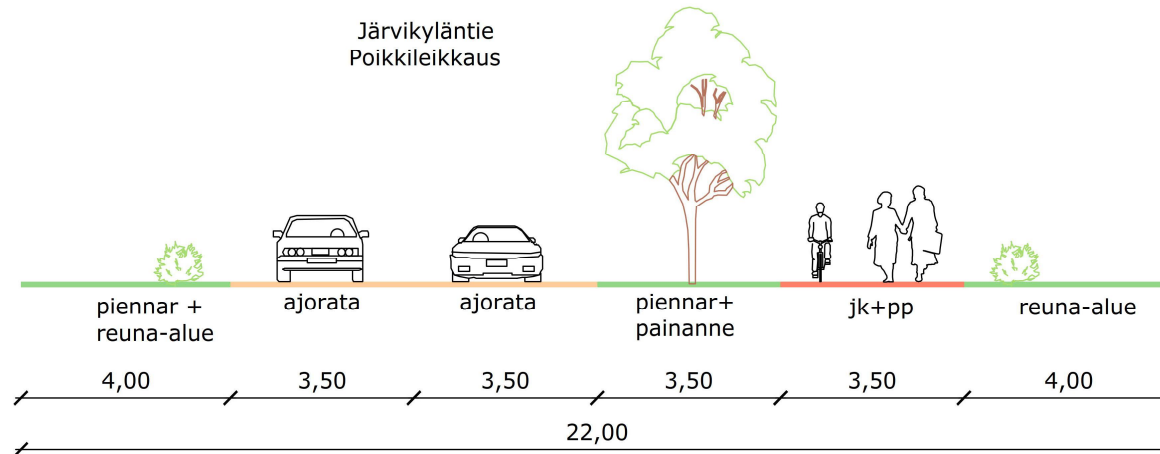 Järvikyläntie
Poikkileikkaus
piennar +
reuna-alue
ajorata
ajorata
piennar+
painanne
jk+pp
reuna-alue
4,00
3,50
3,50
3,50
3,50
4,00
22,00